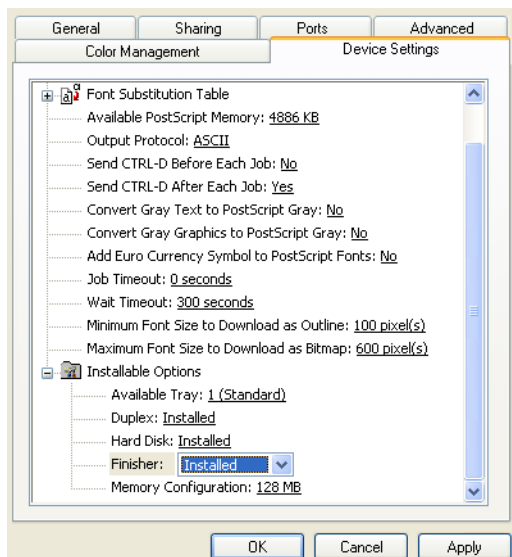 General Sharing Ports Advanced
Color Management Device Settings
Font Substitution Table
Available PostScript Memory: 4886 KB
Output Protocol: ASCII
Send CTRL-D Before Each Job: No
Send CTRL-D After Each Job: Yes
Convert Gray Text to PostScript Gray: No
Convert Gray Graphics to PostScript Gray: No
Add Euro Currency Symbol to PostScript Fonts: No
Job Timeout: 0 seconds
Wait Timeout: 300 seconds
Minimum Font Size to Download as Outline: 100 pixel(s)
Maximum Font Size to Download as Bitmap: 600 pixel(s)
Installable Options
Available Tray: 1 (Standard)
Duplex: Installed
Hard Disk: Installed
Finisher: Installed
Memory Configuration: 128 MB
OK Cancel Apply